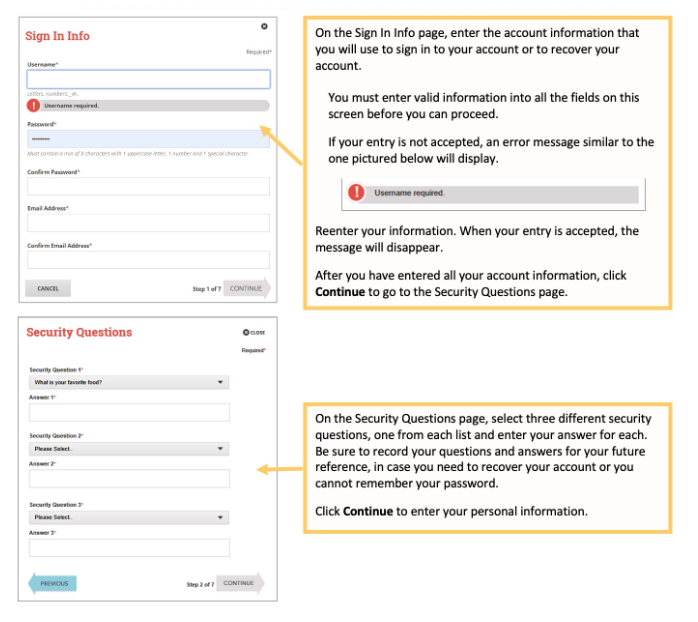 Sign In Info
Required*
Username*
Letters, numbers, _@.
Username required.
Password*
Must contain a min of 8 characters with 1 uppercase letter, 1 number and 1 special character
Confirm Password*
Email Address*
Confirm Email Address*
CANCEL
Step 1 of 7
CONTINUE
On the Sign In Info page, enter the account information that
you will use to sign in to your account or to recover your
account.
You must enter valid information into all the fields on this
screen before you can proceed.
If your entry is not accepted, an error message similar to the
one pictured below will display.
Username required.
Reenter your information. When your entry is accepted, the
message will disappear.
After you have entered all your account information, click
Continue to go to the Security Questions page.
Security Questions
CLOSE
Required*
Security Question 1*
What is your favorite food?
Answer 1*
Security Question 2*
Please Select..
Answer 2*
Security Question 3*
Please Select..
Answer 3*
PREVIOUS
Step 2 of 7
CONTINUE
On the Security Questions page, select three different security
questions, one from each list and enter your answer for each.
Be sure to record your questions and answers for your future
reference, in case you need to recover your account or you
cannot remember your password.
Click Continue to enter your personal information.